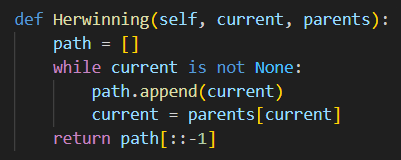 def Herwinning(self, current, parents):
    path = []
    while current is not None:
        path.append(current)
        current = parents[current]
    return path[::-1]